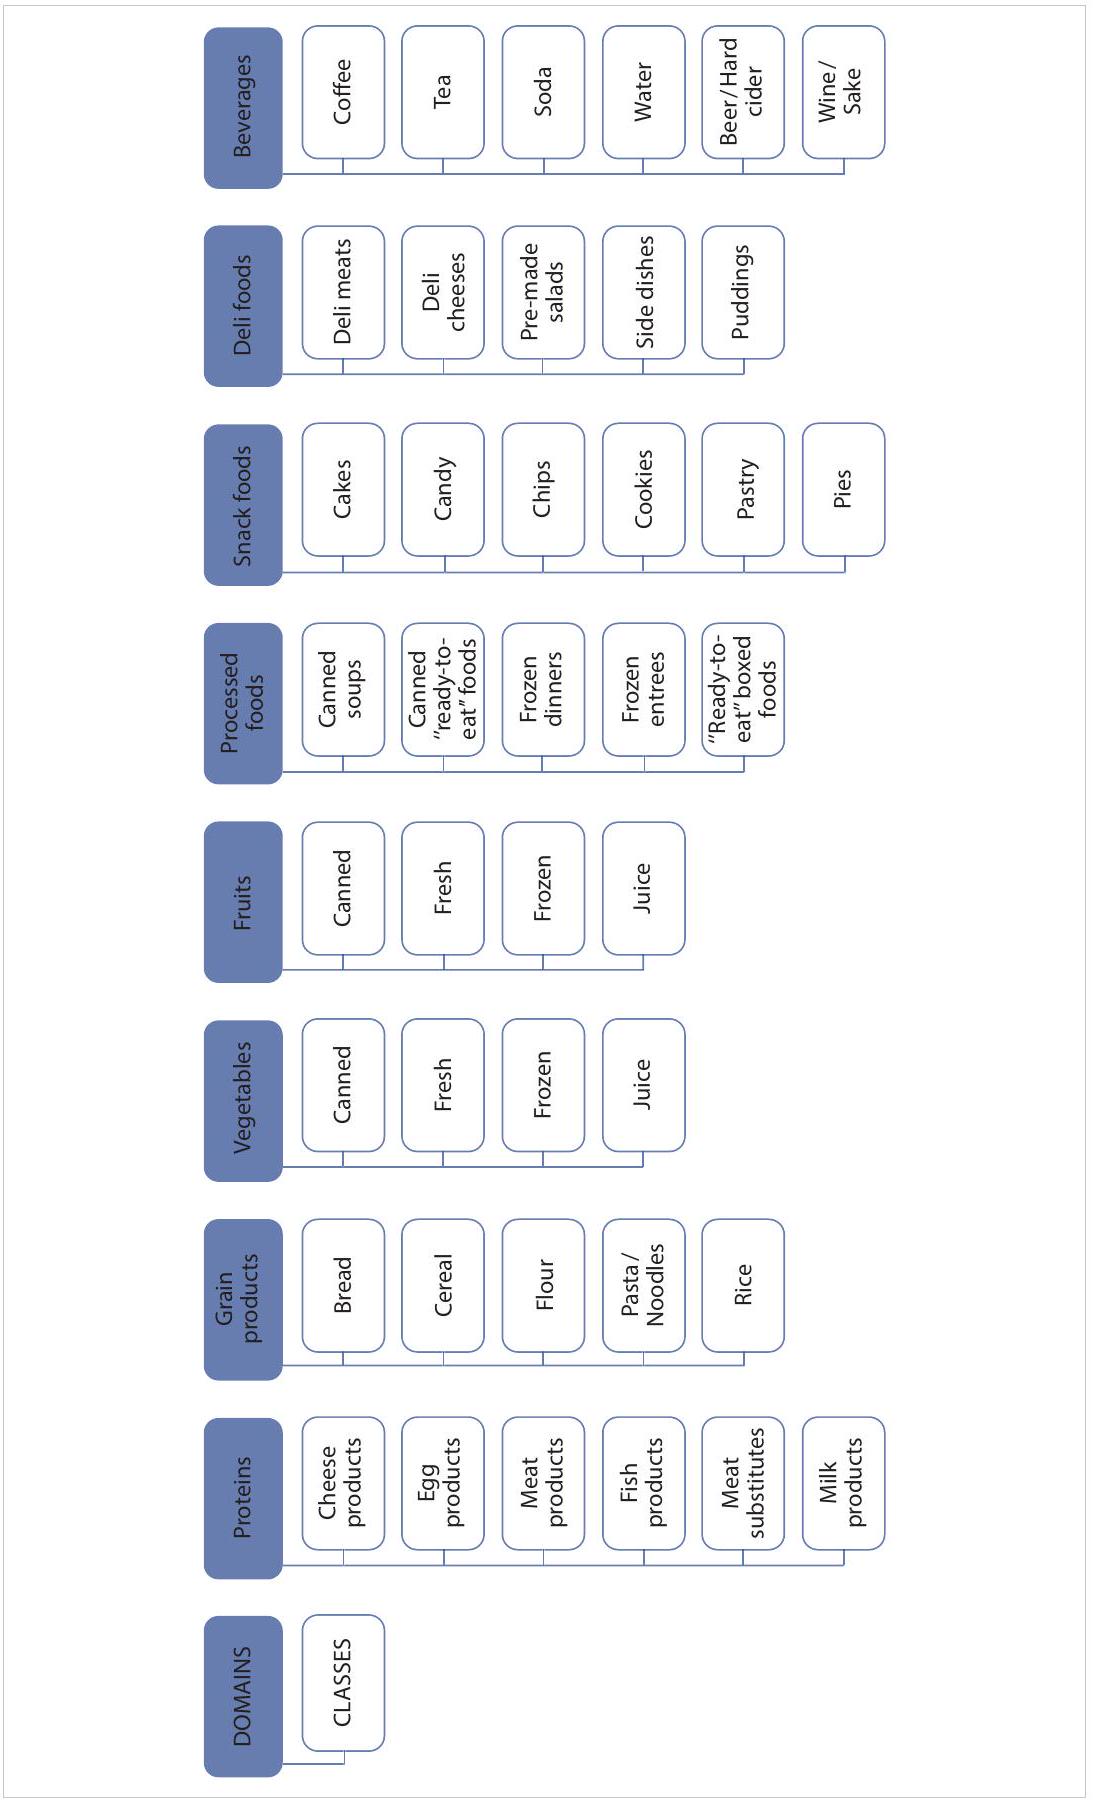 DOMAINS
CLASSES
Proteins
Cheese
products
Egg
products
Meat
products
Fish
products
Meat
substitutes
Milk
products
Grain
products
Bread
Cereal
Flour
Pasta /
Noodles
Rice
Vegetables
Canned
Fresh
Frozen
Juice
Fruits
Canned
Fresh
Frozen
Juice
Processed
foods
Canned
soups
Canned
“ready-to-
eat” foods
Frozen
dinners
Frozen
entrees
“Ready-to-
eat” boxed
foods
Snack foods
Cakes
Candy
Chips
Cookies
Pastry
Pies
Deli foods
Deli meats
Deli
cheeses
Pre-made
salads
Side dishes
Puddings
Beverages
Coffee
Tea
Soda
Water
Beer / Hard
cider
Wine /
Sake